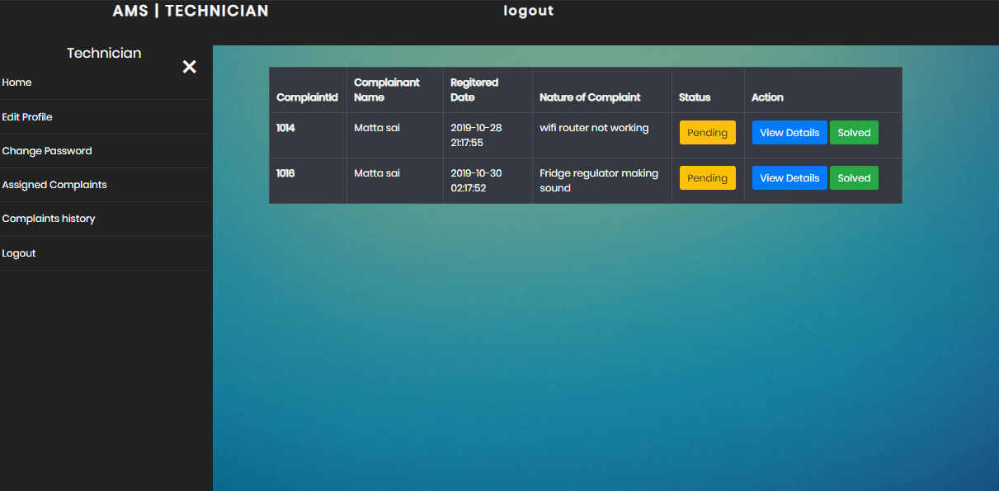 AMS | TECHNICIAN logout
Technician
✕
Home
Edit Profile
Change Password
Assigned Complaints
Complaints history
Logout
ComplaintId Complainant Name Regitered Date Nature of Complaint Status Action
1014 Matta sai 2019-10-28 21:17:55 wifi router not working Pending View Details Solved
1016 Matta sai 2019-10-30 02:17:52 Fridge regulator making sound Pending View Details Solved